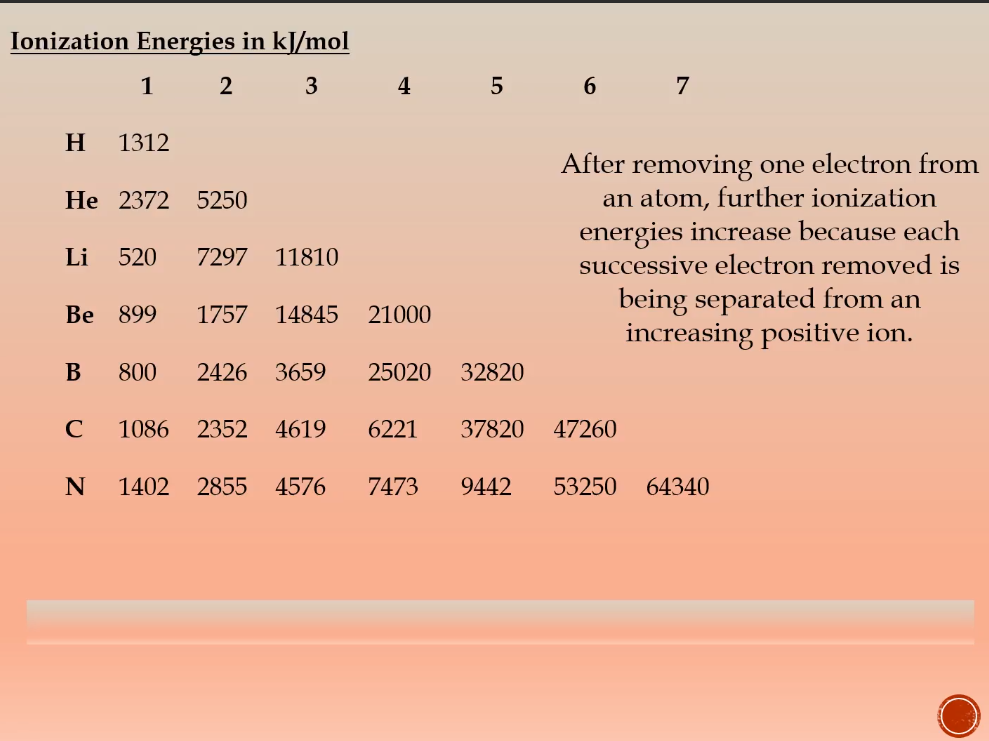 Ionization Energies in kJ/mol
1 2 3 4 5 6 7
H 1312
He 2372 5250
Li 520 7297 11810
Be 899 1757 14845 21000
B 800 2426 3659 25020 32820
C 1086 2352 4619 6221 37820 47260
N 1402 2855 4576 7473 9442 53250 64340
After removing one electron from
an atom, further ionization
energies increase because each
successive electron removed is
being separated from an
increasing positive ion.